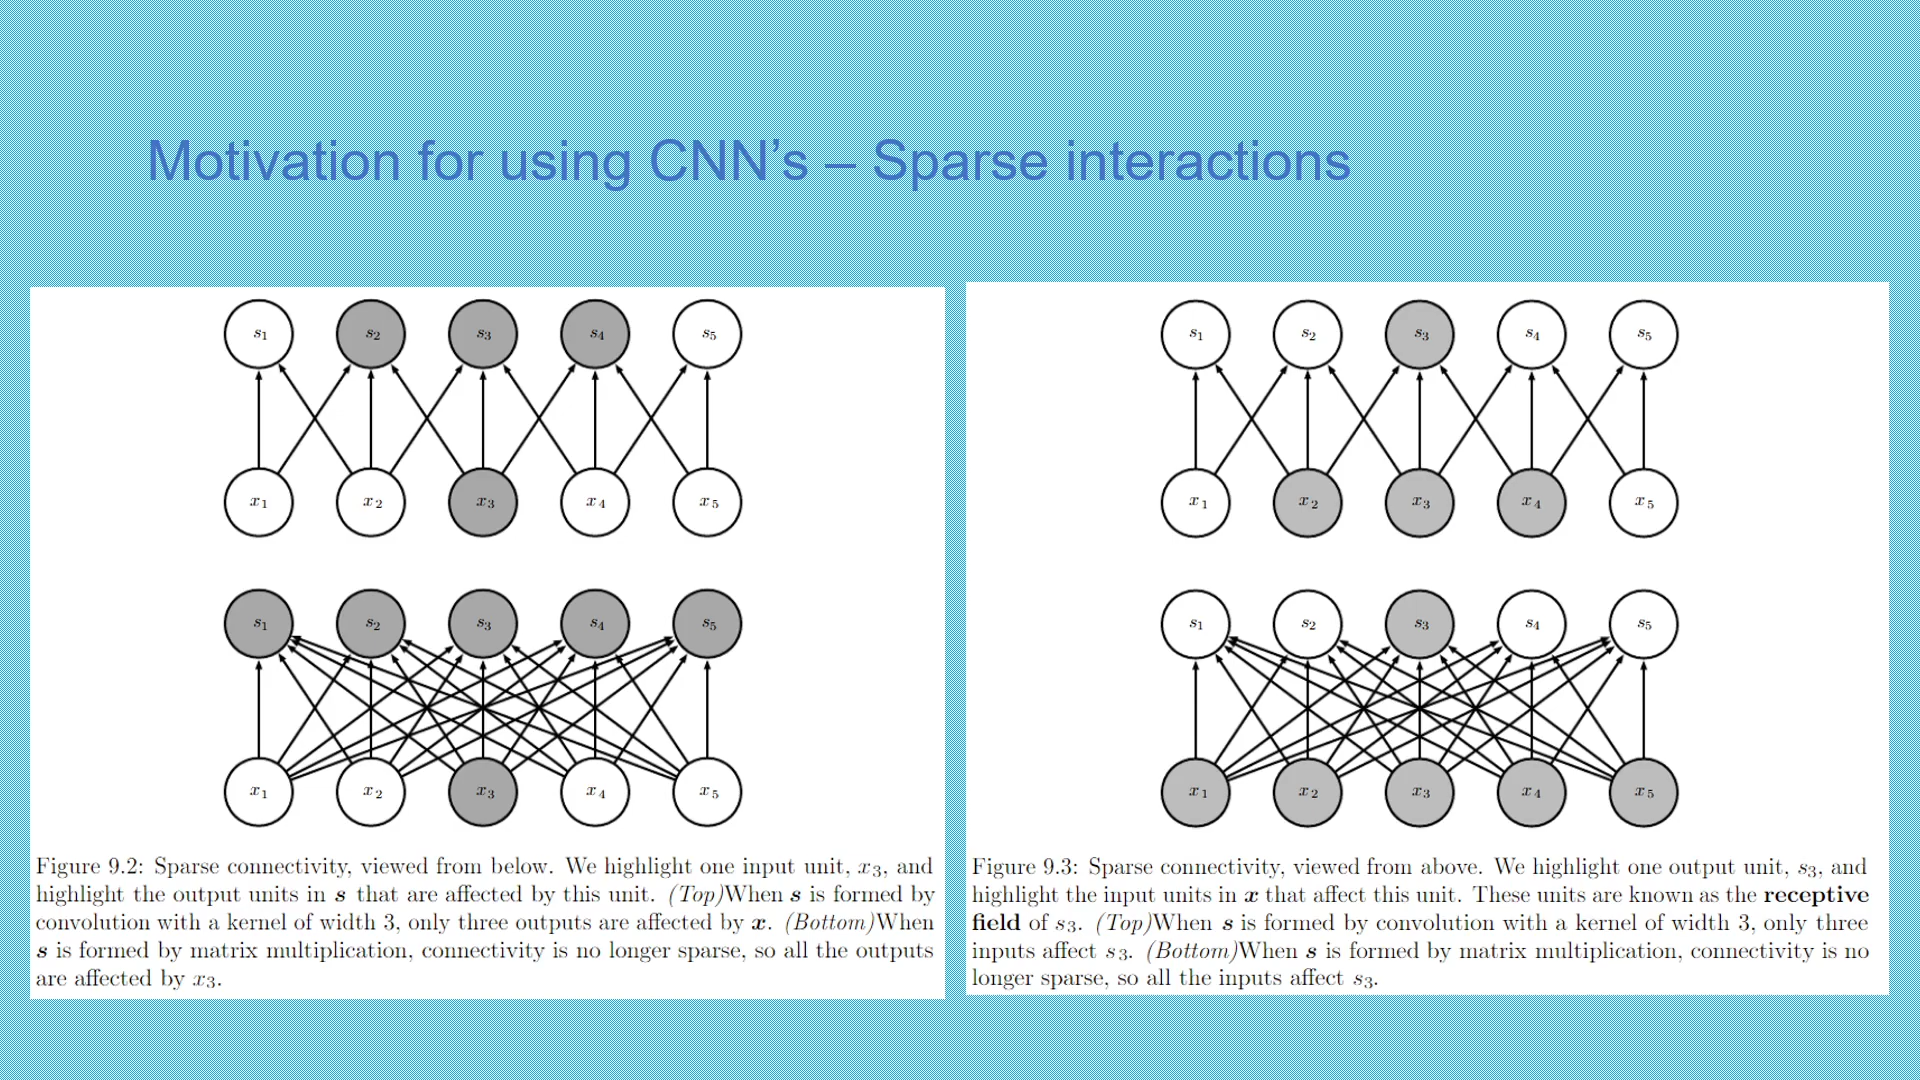 Motivation for using CNN’s – Sparse interactions
s1 s2 s3 s4 s5
x1 x2 x3 x4 x5
s1 s2 s3 s4 s5
x1 x2 x3 x4 x5
Figure 9.2: Sparse connectivity, viewed from below. We highlight one input unit, x3, and
highlight the output units in s that are affected by this unit. (Top)When s is formed by
convolution with a kernel of width 3, only three outputs are affected by x. (Bottom)When
s is formed by matrix multiplication, connectivity is no longer sparse, so all the outputs
are affected by x3.
s1 s2 s3 s4 s5
x1 x2 x3 x4 x5
s1 s2 s3 s4 s5
x1 x2 x3 x4 x5
Figure 9.3: Sparse connectivity, viewed from above. We highlight one output unit, s3, and
highlight the input units in x that affect this unit. These units are known as the receptive
field of s3. (Top)When s is formed by convolution with a kernel of width 3, only three
inputs affect s3. (Bottom)When s is formed by matrix multiplication, connectivity is no
longer sparse, so all the inputs affect s3.